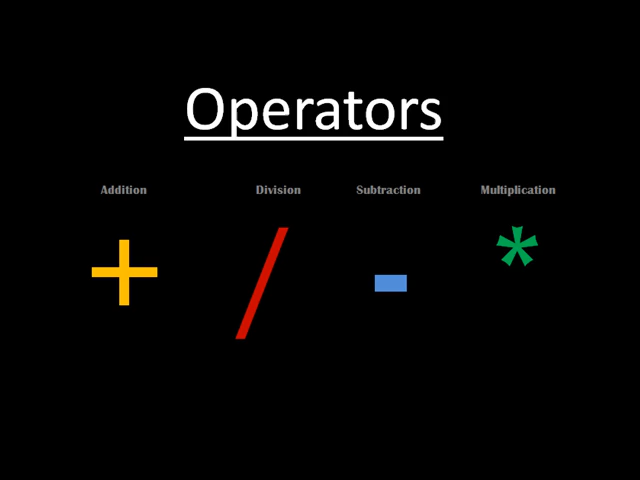 Operators
Addition Division Subtraction Multiplication
+ / - *